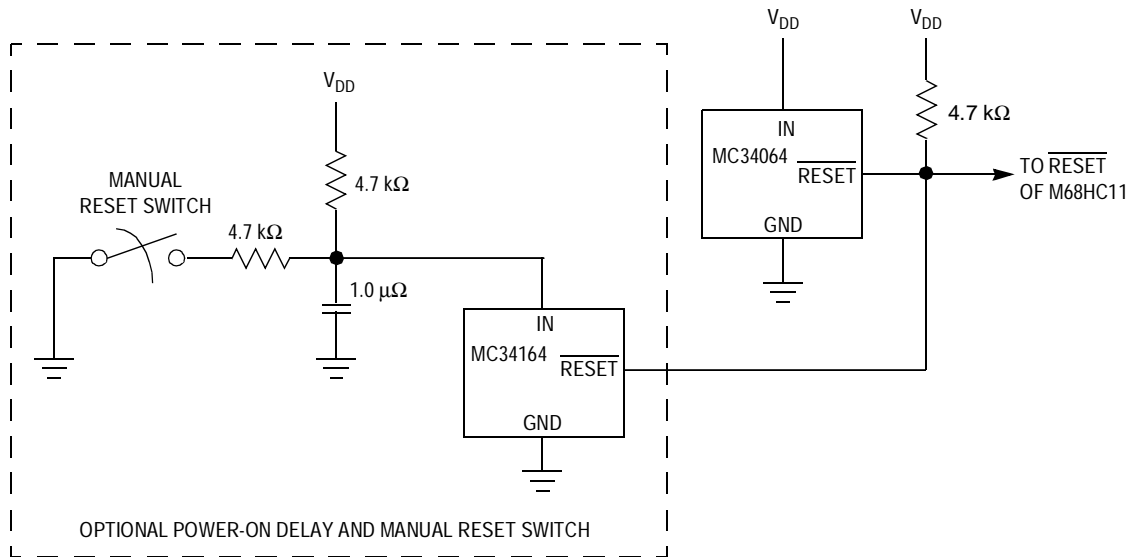 V_DD
V_DD
V_DD
IN
4.7 kΩ
MC34064
RESET
TO RESET
OF M68HC11
MANUAL
RESET SWITCH
4.7 kΩ
4.7 kΩ
GND
1.0 μΩ
IN
MC34164
RESET
GND
OPTIONAL POWER-ON DELAY AND MANUAL RESET SWITCH